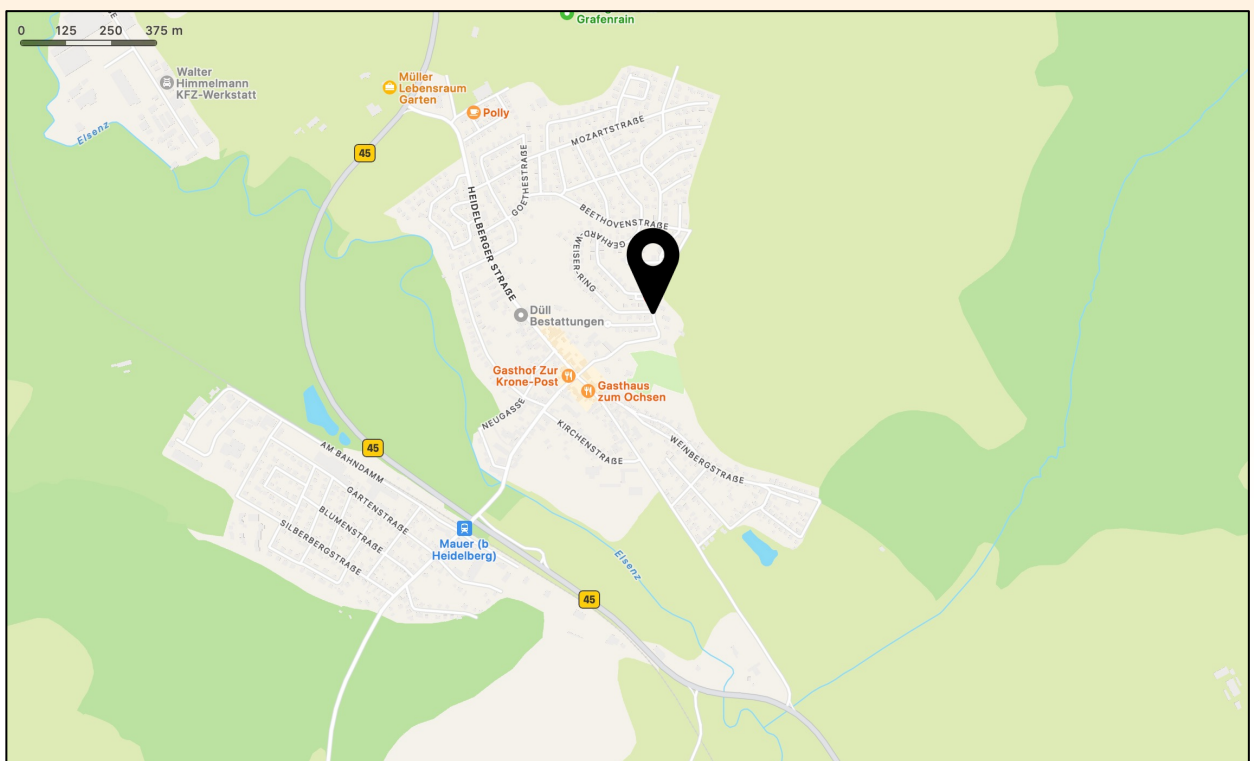 0 125 250 375 m
Grafenrain
Walter
Himmelmann
KFZ-Werkstatt
Müller
Lebensraum
Garten
Polly
Elsenz
MOZARTSTRAßE
45
GOETHESTRAßE
HEIDELBERGER STRAßE
BEETHOVENSTRAßE
GERHARD-
WEISER-RING
Düll
Bestattungen
Gasthof Zur
Krone-Post
Gasthaus
zum Ochsen
NEUGASSE
KIRCHENSTRAßE
WEINBERGSTRAßE
45
AM BAHNDAMM
GARTENSTRAßE
BLUMENSTRAßE
SILBERBERGSTRAßE
Mauer (b
Heidelberg)
Elsenz
45